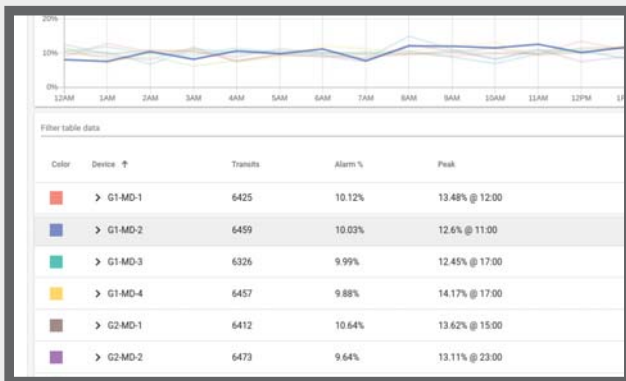 20%
10%
0%
12AM 1AM 2AM 3AM 4AM 5AM 6AM 7AM 8AM 9AM 10AM 11AM 12PM
Filter table data
Color Device ↑ Transits Alarm % Peak
> G1-MD-1 6425 10.12% 13.48% @ 12:00
> G1-MD-2 6459 10.03% 12.6% @ 11:00
> G1-MD-3 6326 9.99% 12.45% @ 17:00
> G1-MD-4 6457 9.88% 14.17% @ 17:00
> G2-MD-1 6412 10.64% 13.62% @ 15:00
> G2-MD-2 6473 9.64% 13.11% @ 23:00